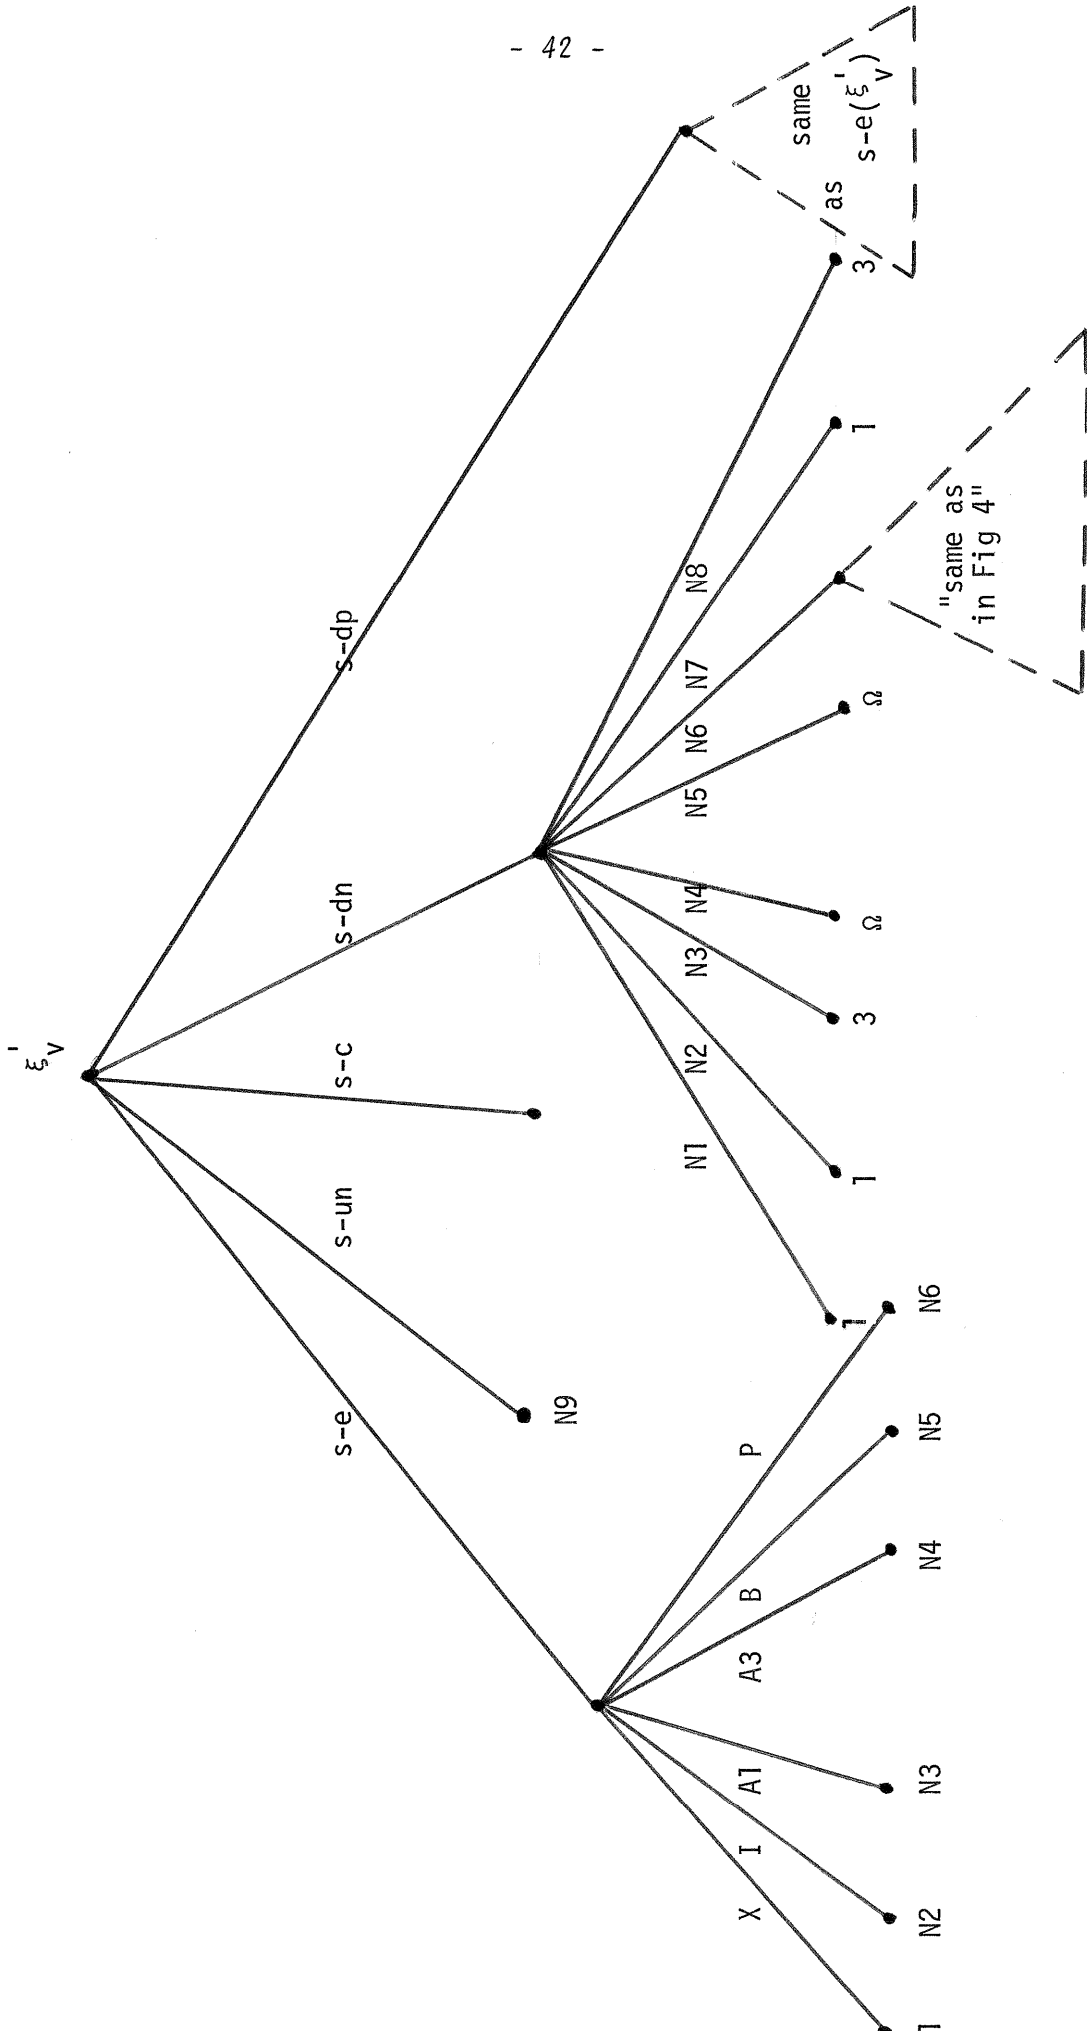 - 42 -
ξ'v
s-e
s-un
s-c
s-dn
s-dp
N9
X
I
A1
A3
B
P
N2
N3
N4
N5
N6
N1
N2
N3
N4
N5
N6
N7
N8
1
1
3
Ω
Ω
1
3
"same as
in Fig 4"
same
as s-e(ξ'v)